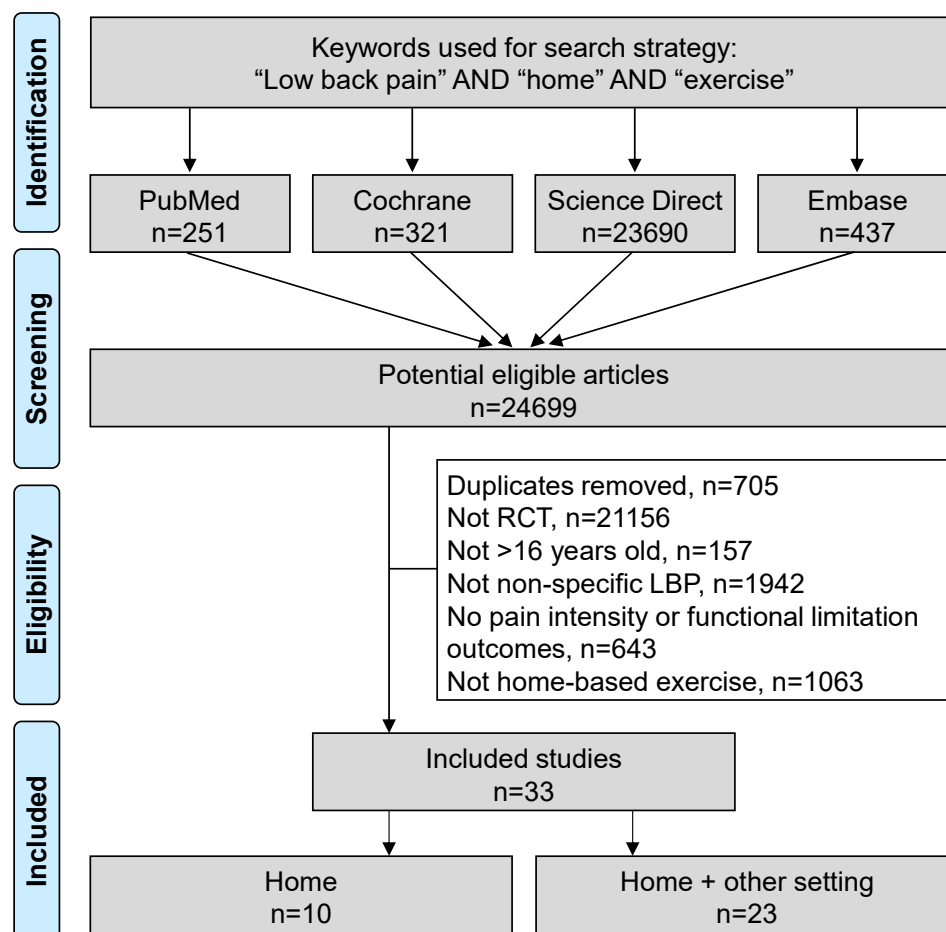 Identification
Keywords used for search strategy:
“Low back pain” AND “home” AND “exercise”
PubMed
n=251
Cochrane
n=321
Science Direct
n=23690
Embase
n=437
Screening
Potential eligible articles
n=24699
Eligibility
Duplicates removed, n=705
Not RCT, n=21156
Not >16 years old, n=157
Not non-specific LBP, n=1942
No pain intensity or functional limitation
outcomes, n=643
Not home-based exercise, n=1063
Included
Included studies
n=33
Home
n=10
Home + other setting
n=23